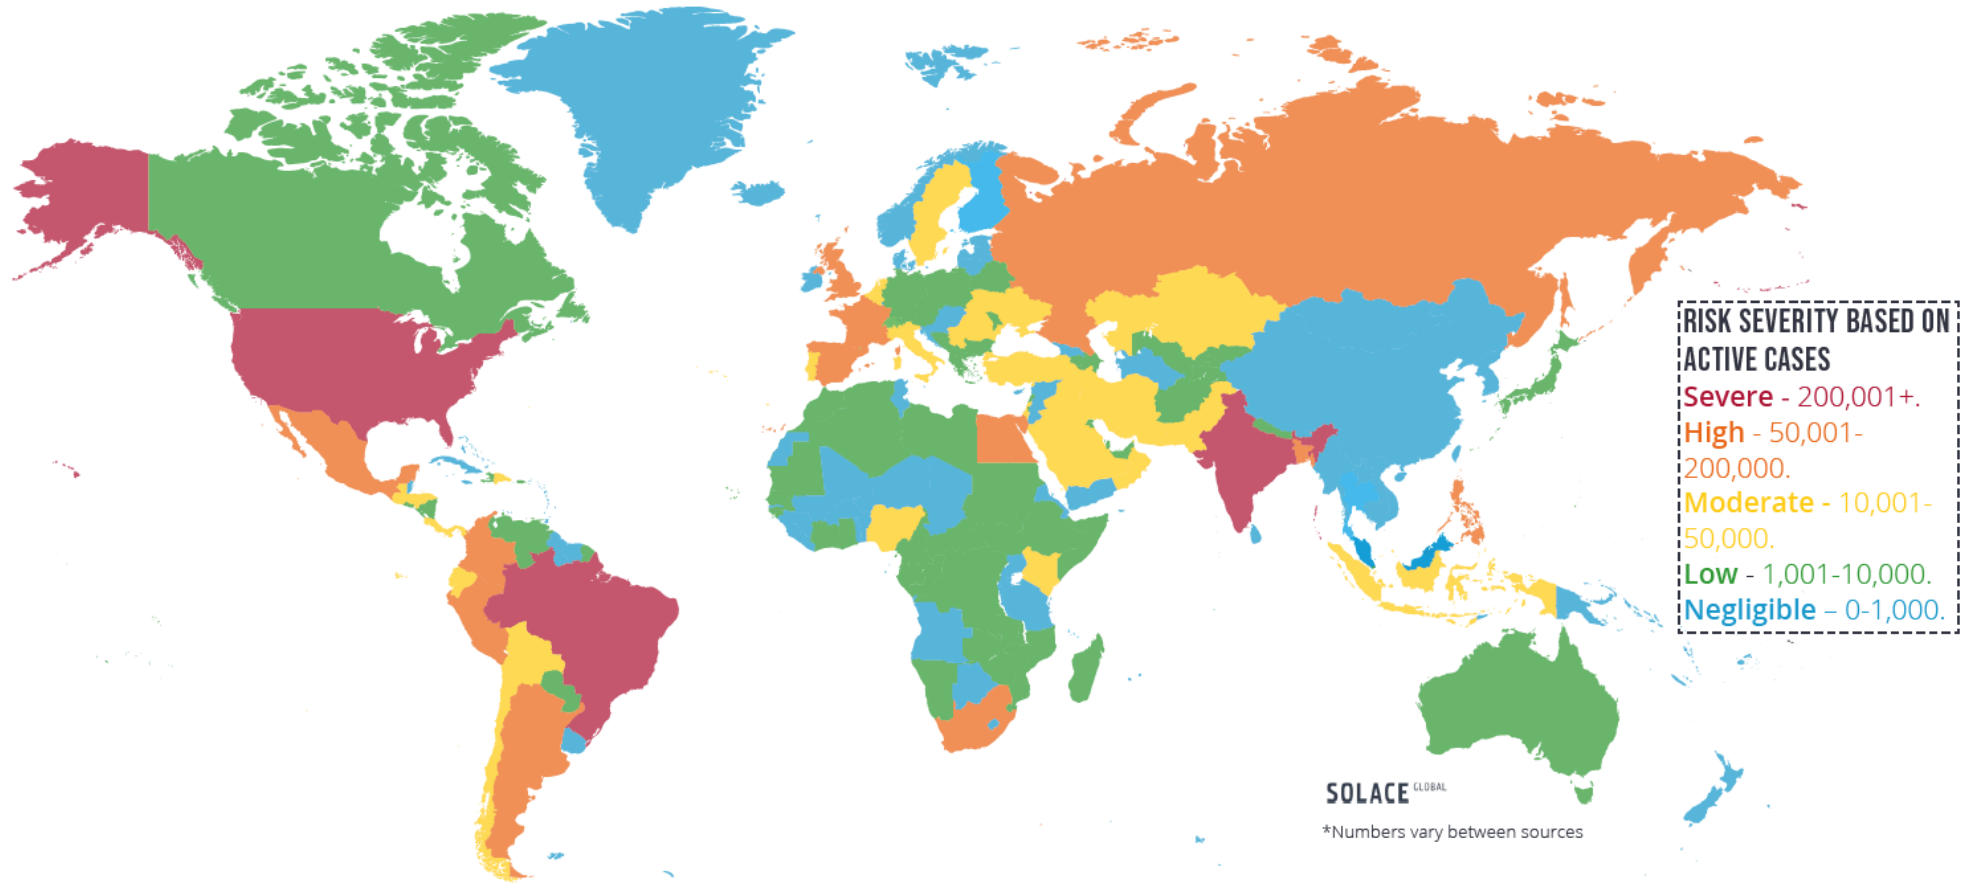 RISK SEVERITY BASED ON
ACTIVE CASES
Severe - 200,001+.
High - 50,001-
200,000.
Moderate - 10,001-
50,000.
Low - 1,001-10,000.
Negligible – 0-1,000.
SOLACE GLOBAL
*Numbers vary between sources